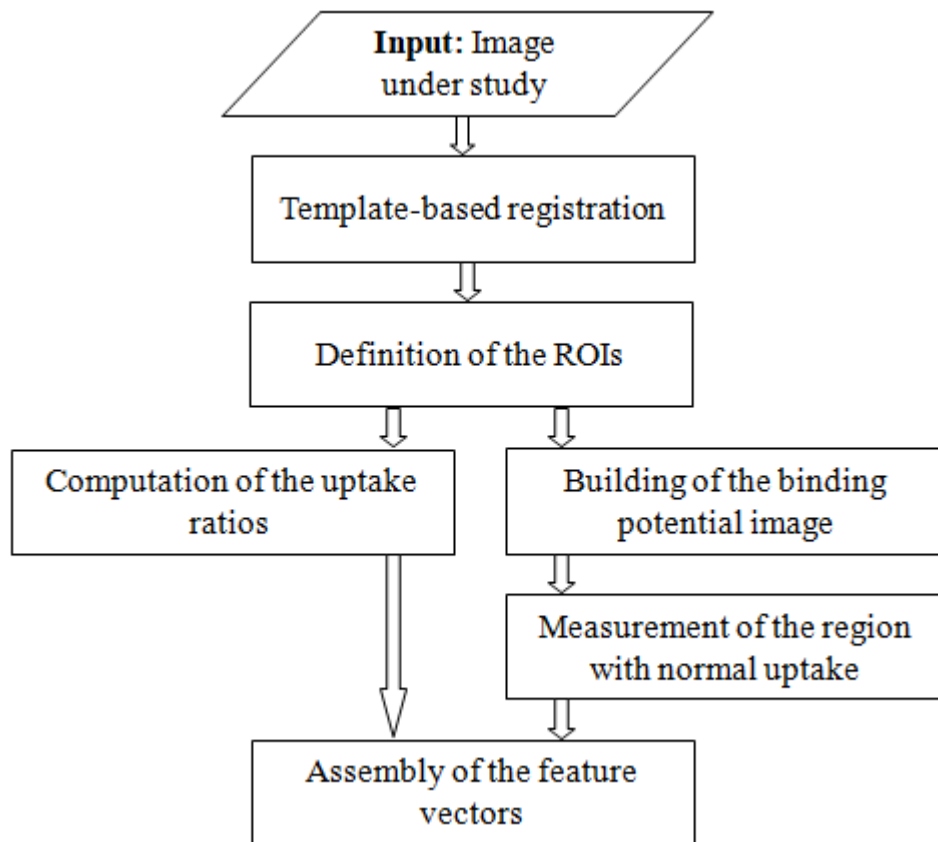 Input: Image
under study
Template-based registration
Definition of the ROIs
Computation of the uptake
ratios
Building of the binding
potential image
Measurement of the region
with normal uptake
Assembly of the feature
vectors